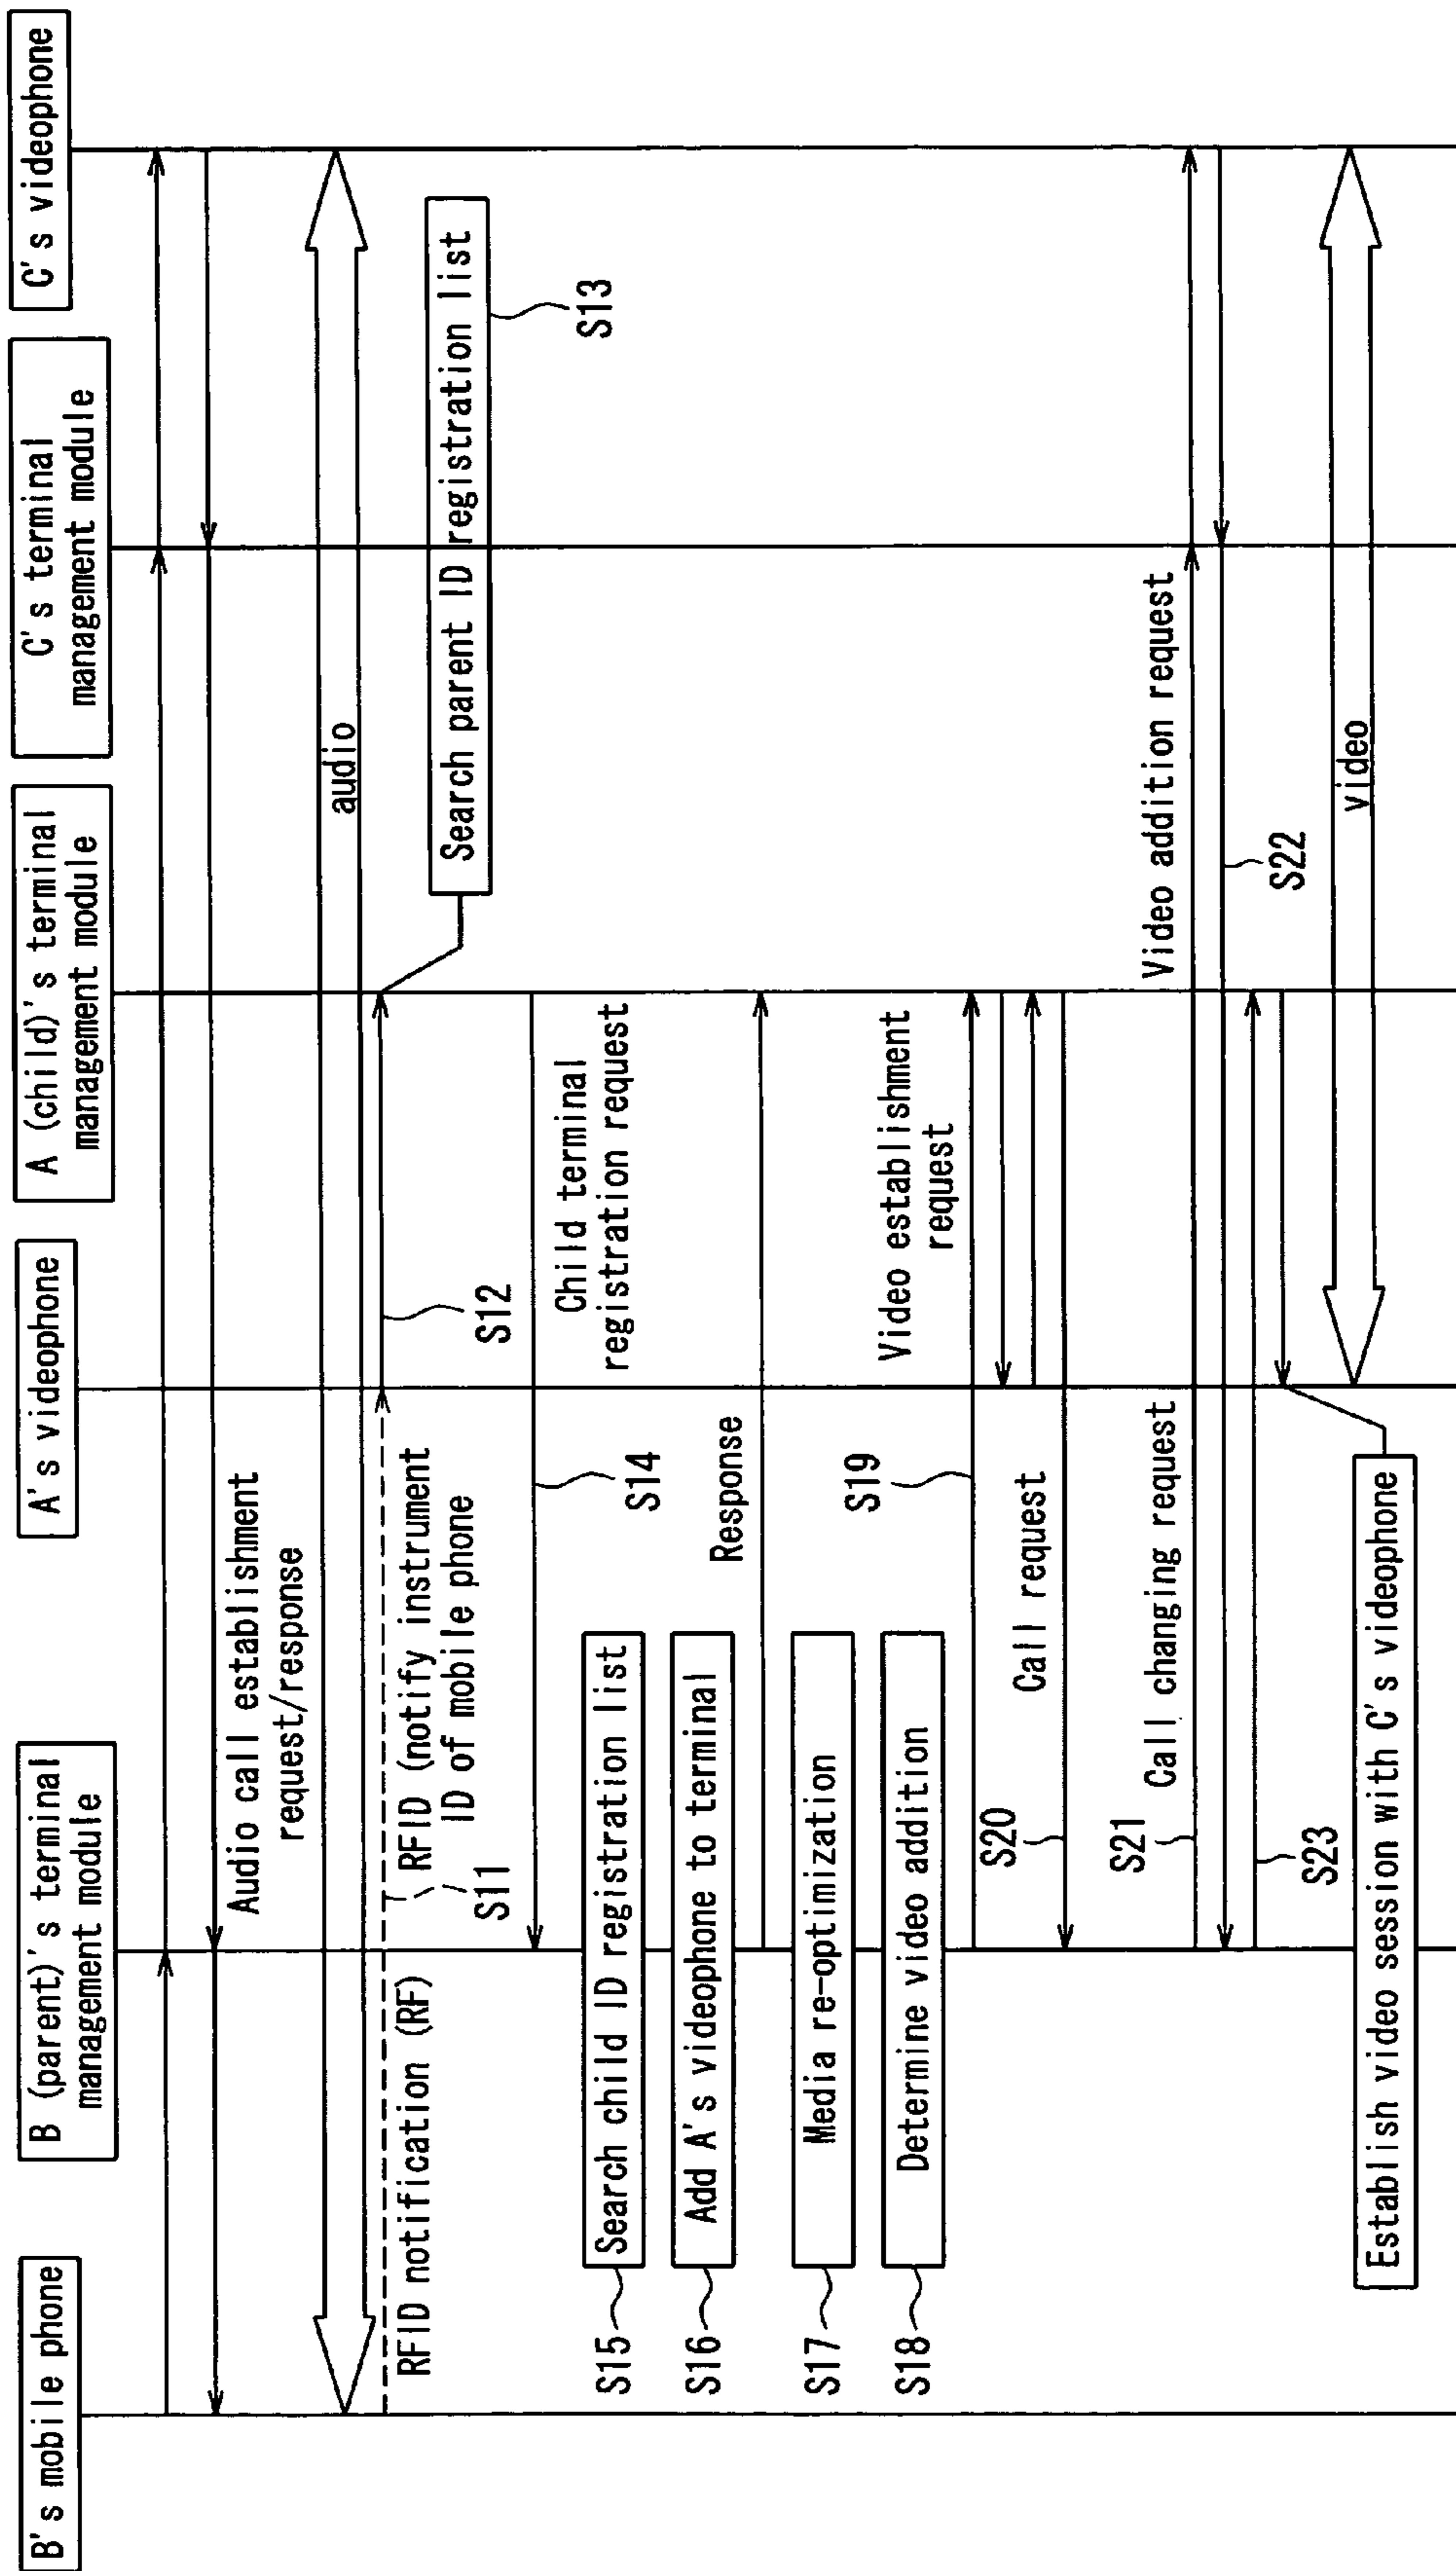 B's mobile phone
B (parent)'s terminal
management module
A's videophone
A (child)'s terminal
management module
C's terminal
management module
C's videophone
Audio call establishment
request/response
audio
RFID notification (RF)
S11
RFID (notify instrument
ID of mobile phone
S12
Search parent ID registration list
S13
S14
Child terminal
registration request
S15
Search child ID registration list
S16
Add A's videophone to terminal
Response
S17
Media re-optimization
S18
Determine video addition
S19
Video establishment
request
S20
Call request
S21
Call changing request
Video addition request
S22
S23
video
Establish video session with C's videophone